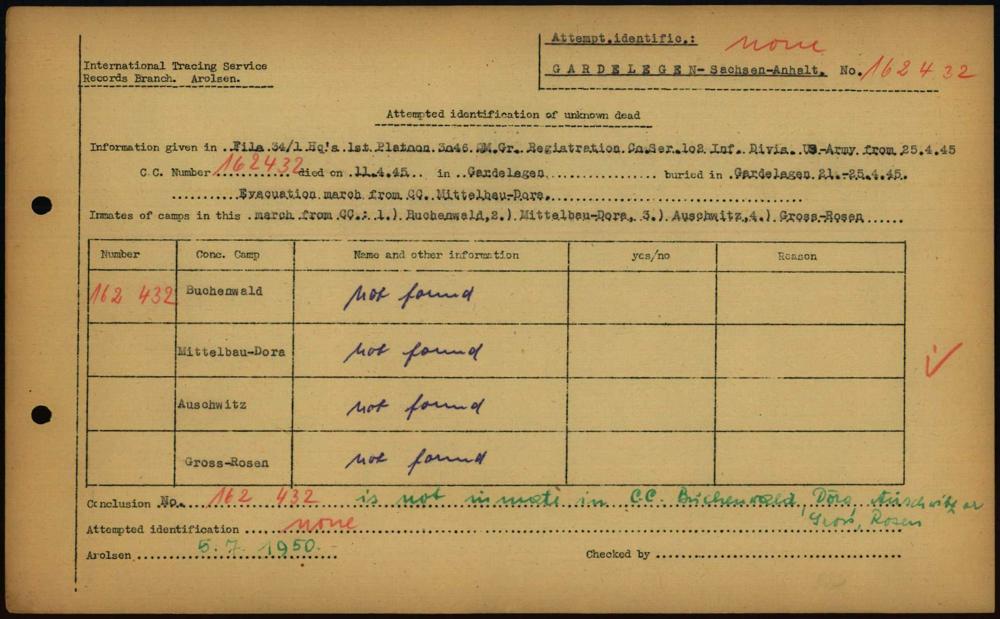 Attempt.identific.: none
International Tracing Service
Records Branch. Arolsen.
GARDELEGEN-Sachsen-Anhalt. No. 162 432
Attempted identification of unknown dead
Information given in ..File 34/1 Hq's 1st Platoon 3046 QM.Gr. Registration Co.Ser.102 Inf. Divis. US-Army from 25.4.45
C.C. Number 162432 died on 11.4.45 in Gardelegen buried in Gardelegen 21.-25.4.45.
Evacuation march from CC. Mittelbau-Dora.
Inmates of camps in this march from CC.: 1.) Buchenwald,2.) Mittelbau-Dora, 3.) Auschwitz,4.) Gross-Rosen
Number Conc. Camp Name and other information yes/no Reason
162 432 Buchenwald not found
Mittelbau-Dora not found
Auschwitz not found
Gross-Rosen not found
Conclusion No. 162 432 is not inmate in C.C. Buchenwald, Dora, Auschwitz or
Gross, Rosen
Attempted identification none
Arolsen 5.7.1950.- Checked by